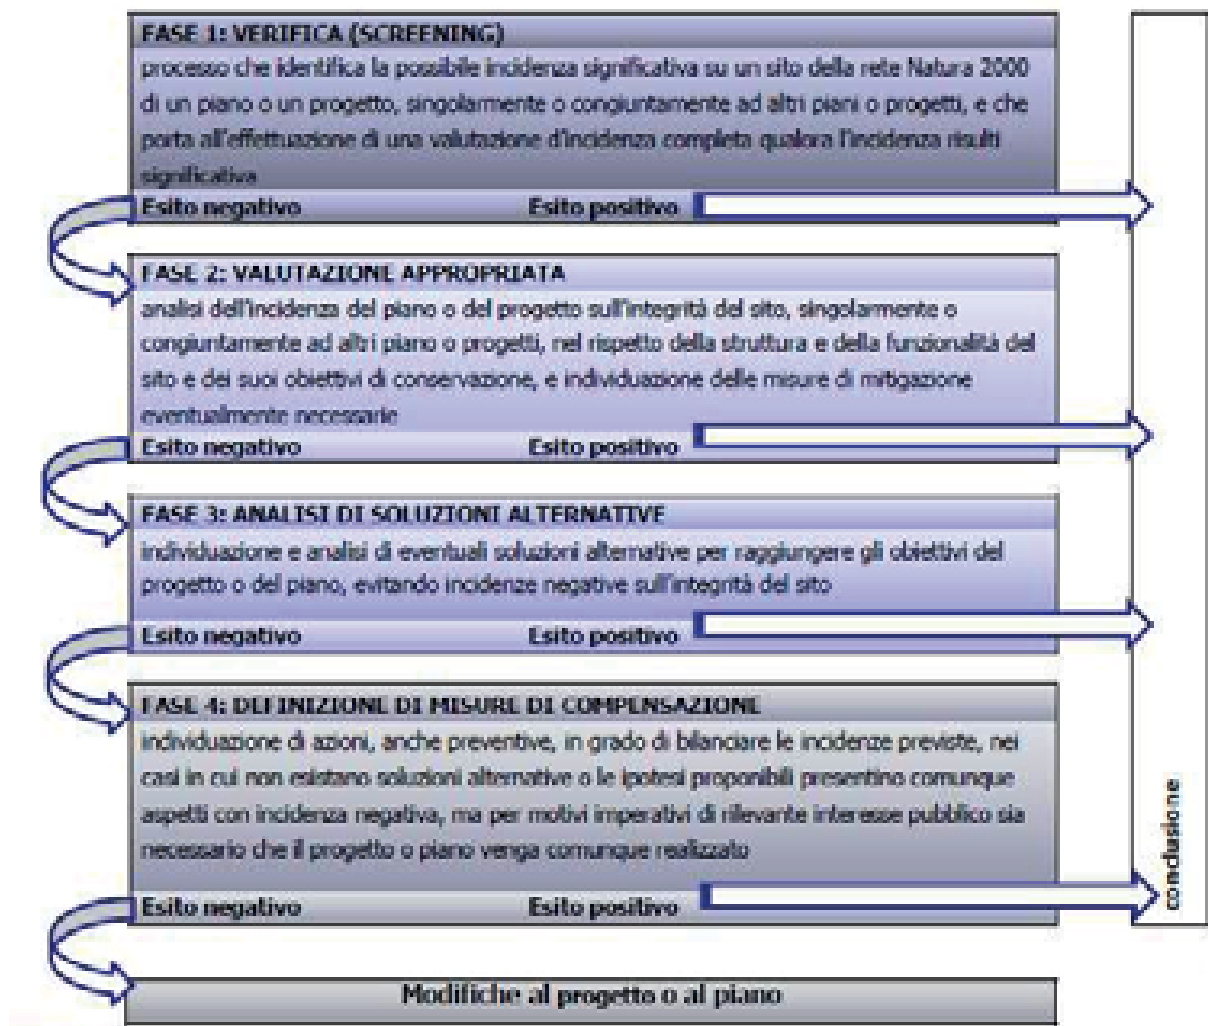 FASE 1: VERIFICA (SCREENING)
processo che identifica la possibile incidenza significativa su un sito della rete Natura 2000
di un piano o un progetto, singolarmente o congiuntamente ad altri piani o progetti, e che
porta all'effettuazione di una valutazione d'incidenza completa qualora l'incidenza risulti
significativa
Esito negativo Esito positivo
FASE 2: VALUTAZIONE APPROPRIATA
analisi dell'incidenza del piano o del progetto sull'integrità del sito, singolarmente o
congiuntamente ad altri piano o progetti, nel rispetto della struttura e della funzionalità del
sito e dei suoi obiettivi di conservazione, e individuazione delle misure di mitigazione
eventualmente necessarie
Esito negativo Esito positivo
FASE 3: ANALISI DI SOLUZIONI ALTERNATIVE
individuazione e analisi di eventuali soluzioni alternative per raggiungere gli obiettivi del
progetto o del piano, evitando incidenze negative sull'integrità del sito
Esito negativo Esito positivo
FASE 4: DEFINIZIONE DI MISURE DI COMPENSAZIONE
individuazione di azioni, anche preventive, in grado di bilanciare le incidenze previste, nei
casi in cui non esistano soluzioni alternative o le ipotesi proponibili presentino comunque
aspetti con incidenza negativa, ma per motivi imperativi di rilevante interesse pubblico sia
necessario che il progetto o piano venga comunque realizzato
Esito negativo Esito positivo
Modifiche al progetto o al piano
conclusione